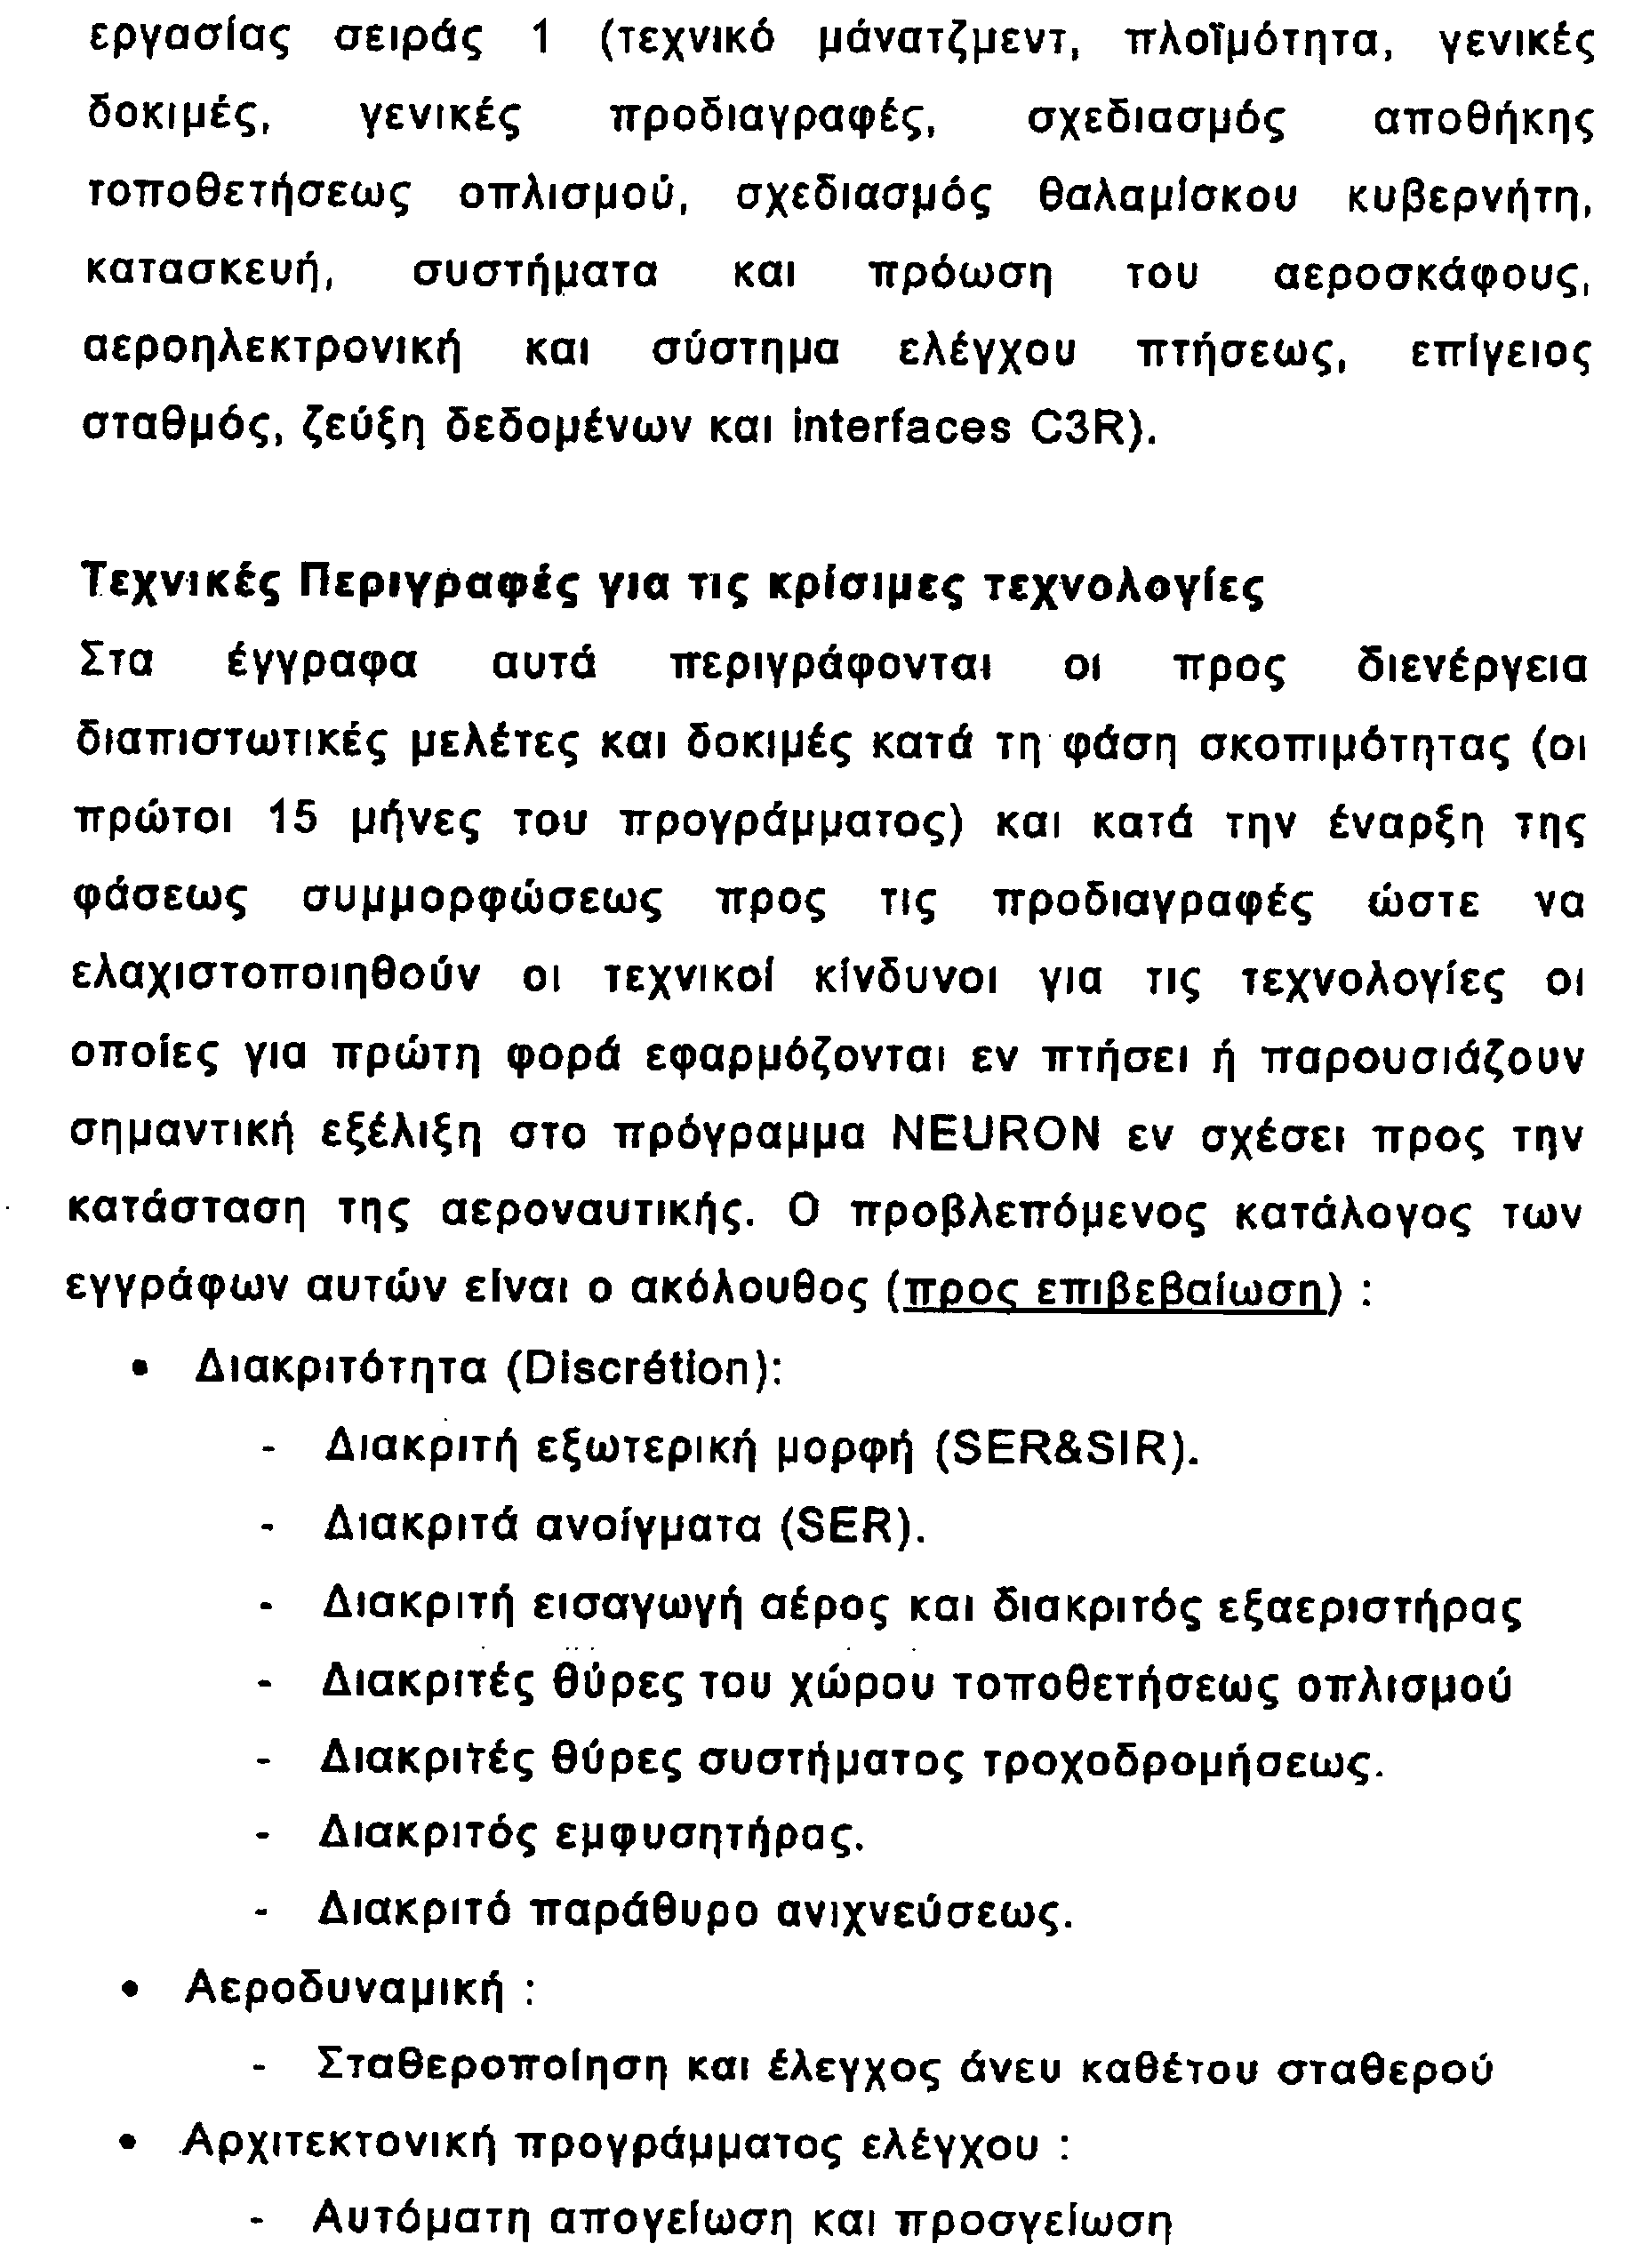 εργασίας σειράς 1 (τεχνικό μάνατζμεντ, πλοϊμότητα, γενικές
δοκιμές, γενικές προδιαγραφές, σχεδιασμός αποθήκης
τοποθετήσεως οπλισμού, σχεδιασμός θαλαμίσκου κυβερνήτη,
κατασκευή, συστήματα και πρόωση του αεροσκάφους,
αεροηλεκτρονική και σύστημα ελέγχου πτήσεως, επίγειος
σταθμός, ζεύξη δεδομένων και interfaces C3R).
Τεχνικές Περιγραφές για τις κρίσιμες τεχνολογίες
Στα έγγραφα αυτά περιγράφονται οι προς διενέργεια
διαπιστωτικές μελέτες και δοκιμές κατά τη φάση σκοπιμότητας (οι
πρώτοι 15 μήνες του προγράμματος) και κατά την έναρξη της
φάσεως συμμορφώσεως προς τις προδιαγραφές ώστε να
ελαχιστοποιηθούν οι τεχνικοί κίνδυνοι για τις τεχνολογίες οι
οποίες για πρώτη φορά εφαρμόζονται εν πτήσει ή παρουσιάζουν
σημαντική εξέλιξη στο πρόγραμμα NEURON εν σχέσει προς την
κατάσταση της αεροναυτικής. Ο προβλεπόμενος κατάλογος των
εγγράφων αυτών είναι ο ακόλουθος (προς επιβεβαίωση) :
• Διακριτότητα (Discrétion):
- Διακριτή εξωτερική μορφή (SER&SIR).
- Διακριτά ανοίγματα (SER).
- Διακριτή εισαγωγή αέρος και διακριτός εξαεριστήρας
- Διακριτές θύρες του χώρου τοποθετήσεως οπλισμού
- Διακριτές θύρες συστήματος τροχοδρομήσεως.
- Διακριτός εμφυσητήρας.
- Διακριτό παράθυρο ανιχνεύσεως.
• Αεροδυναμική :
- Σταθεροποίηση και έλεγχος άνευ καθέτου σταθερού
• Αρχιτεκτονική προγράμματος ελέγχου :
- Αυτόματη απογείωση και προσγείωση